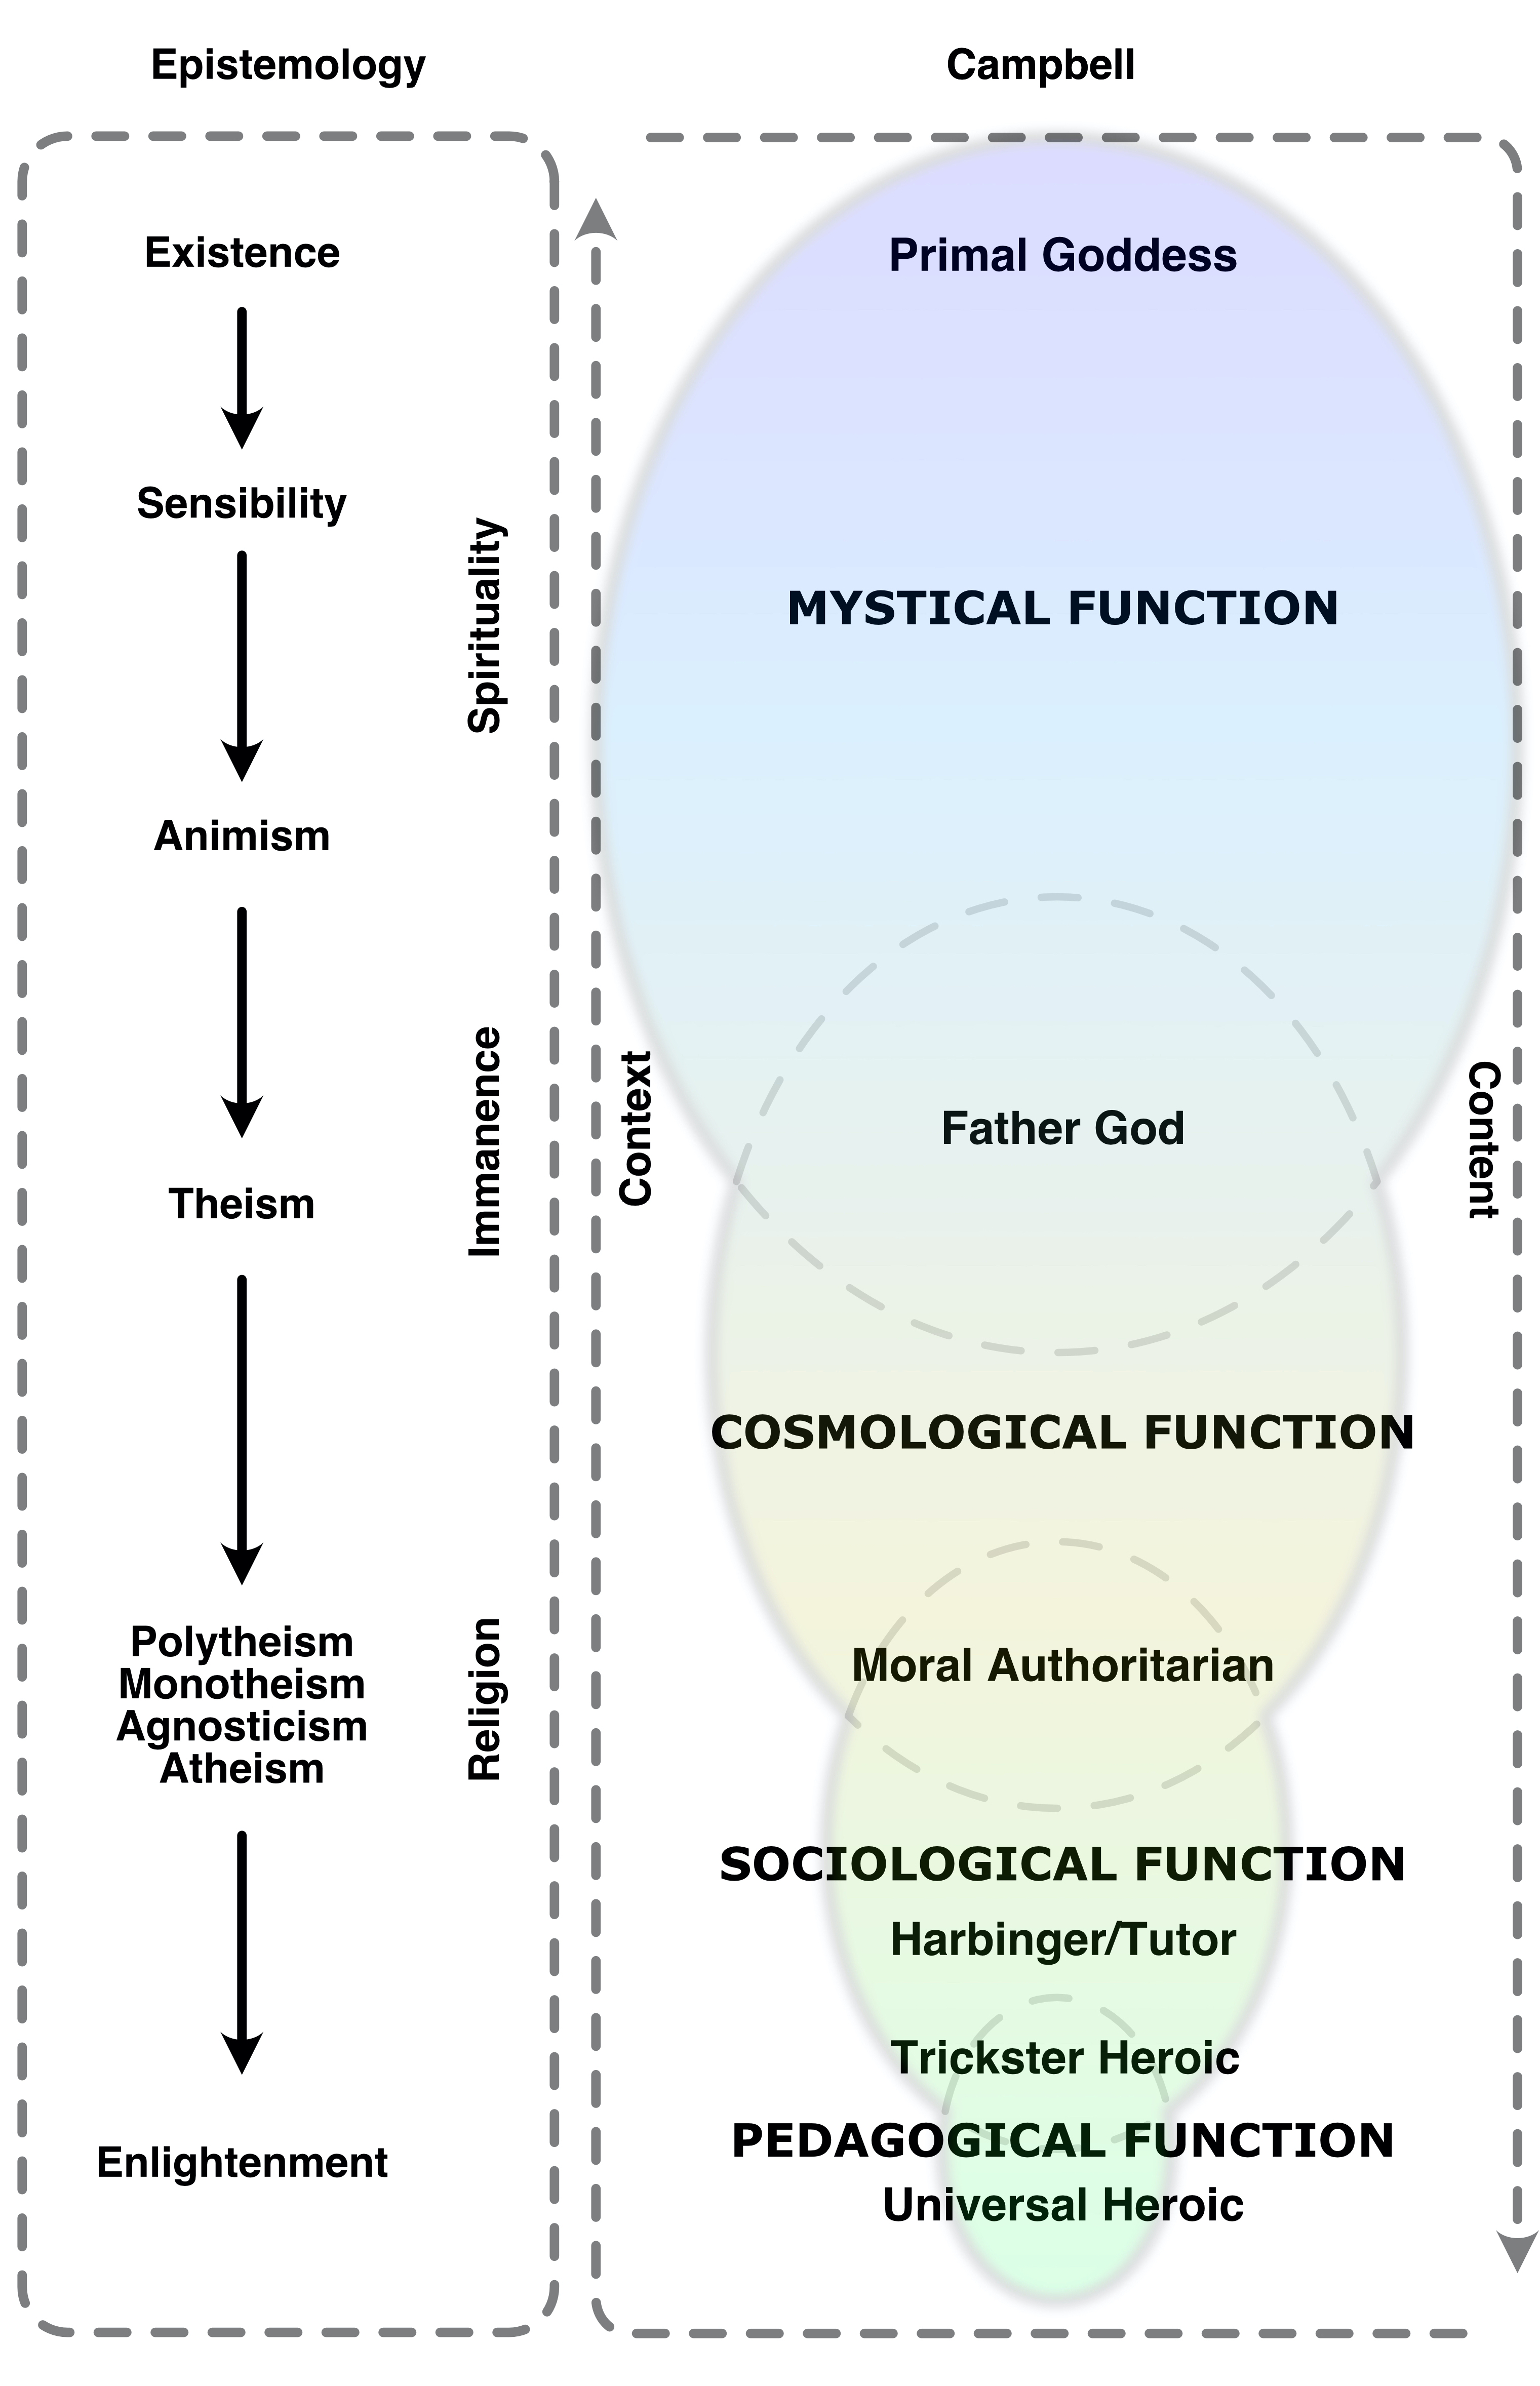 Epistemology
Existence
Sensibility
Animism
Theism
Polytheism
Monotheism
Agnosticism
Atheism
Enlightenment
Spirituality
Immanence
Religion
Campbell
Context
Primal Goddess
MYSTICAL FUNCTION
Father God
COSMOLOGICAL FUNCTION
Moral Authoritarian
SOCIOLOGICAL FUNCTION
Harbinger/Tutor
Trickster Heroic
PEDAGOGICAL FUNCTION
Universal Heroic
Content